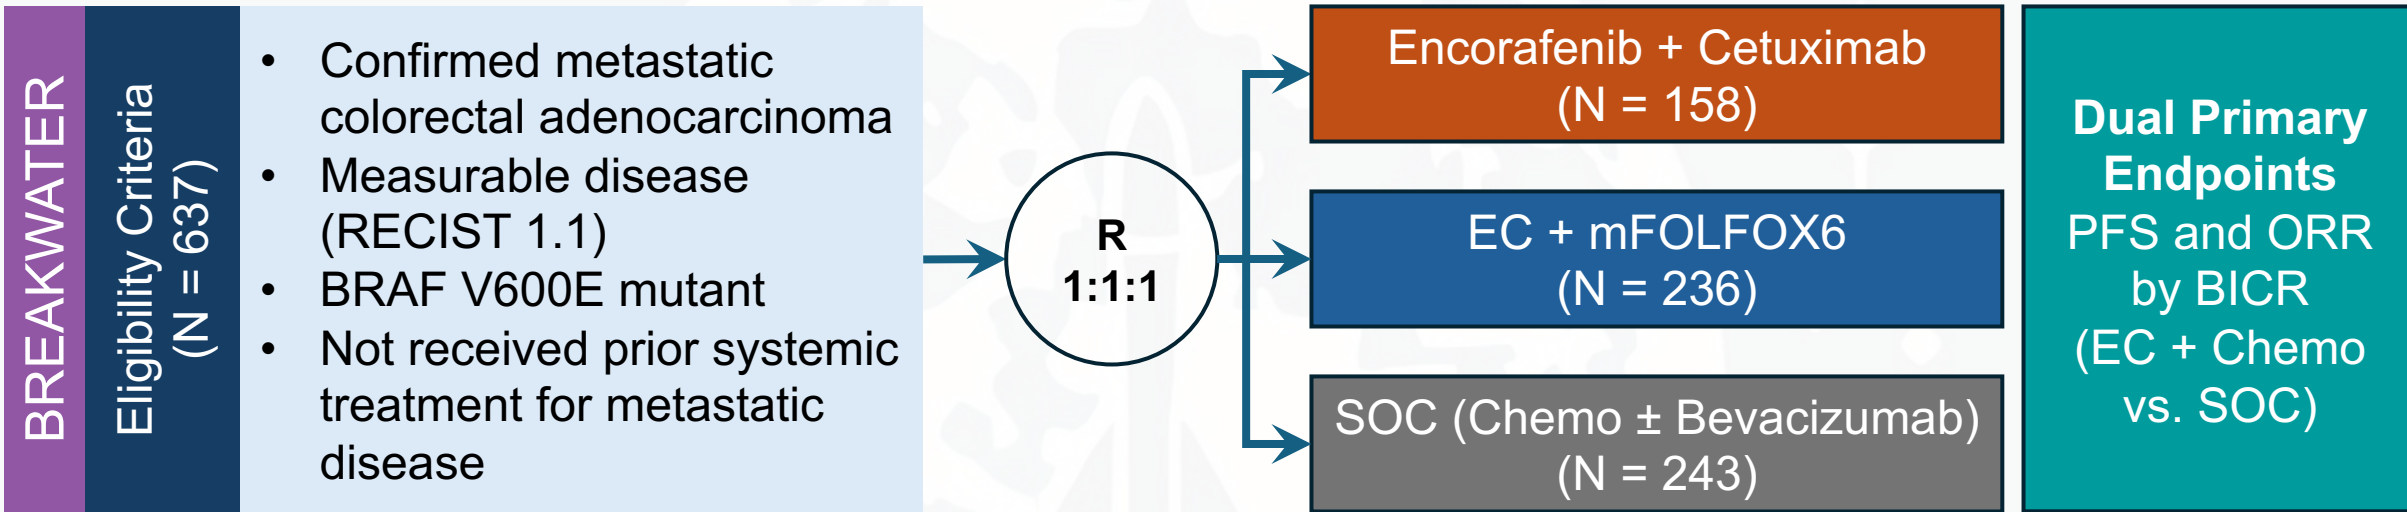 BREAKWATER
Eligibility Criteria
(N = 637)
• Confirmed metastatic
colorectal adenocarcinoma
• Measurable disease
(RECIST 1.1)
• BRAF V600E mutant
• Not received prior systemic
treatment for metastatic
disease
R
1:1:1
Encorafenib + Cetuximab
(N = 158)
EC + mFOLFOX6
(N = 236)
SOC (Chemo ± Bevacizumab)
(N = 243)
Dual Primary
Endpoints
PFS and ORR
by BICR
(EC + Chemo
vs. SOC)